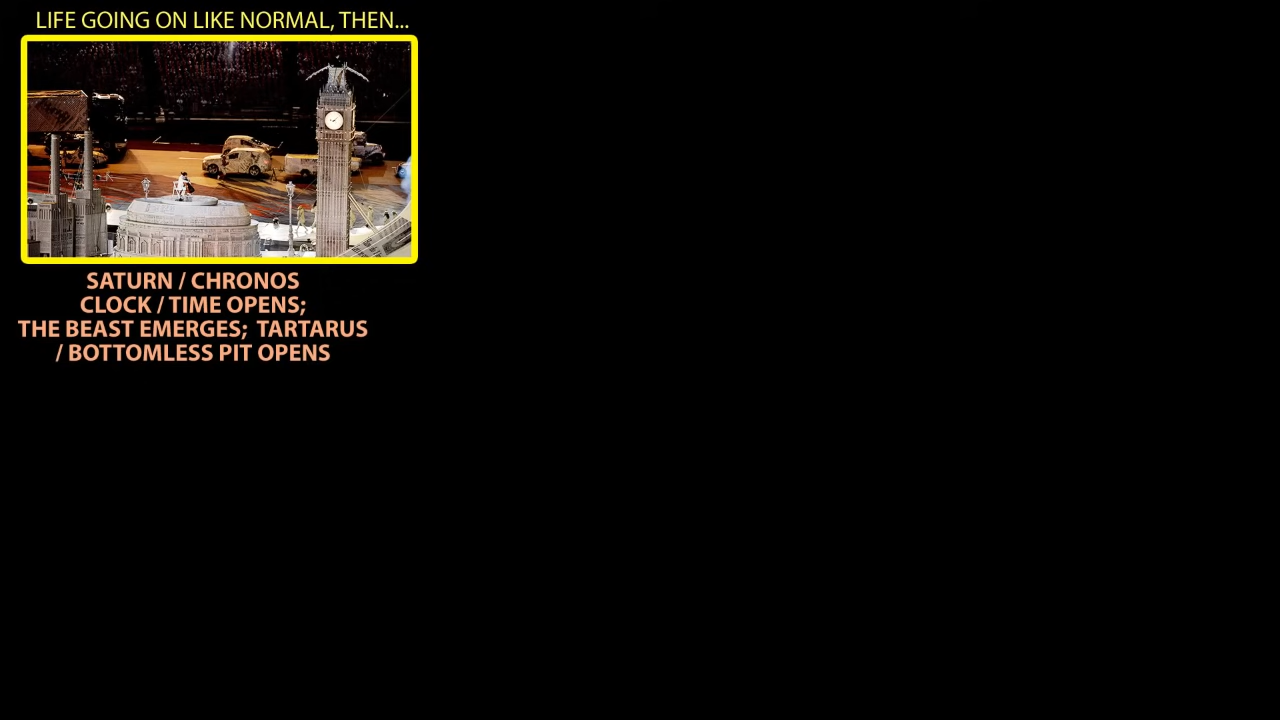 LIFE GOING ON LIKE NORMAL, THEN...
SATURN / CHRONOS
CLOCK / TIME OPENS;
THE BEAST EMERGES;  TARTARUS
/ BOTTOMLESS PIT OPENS